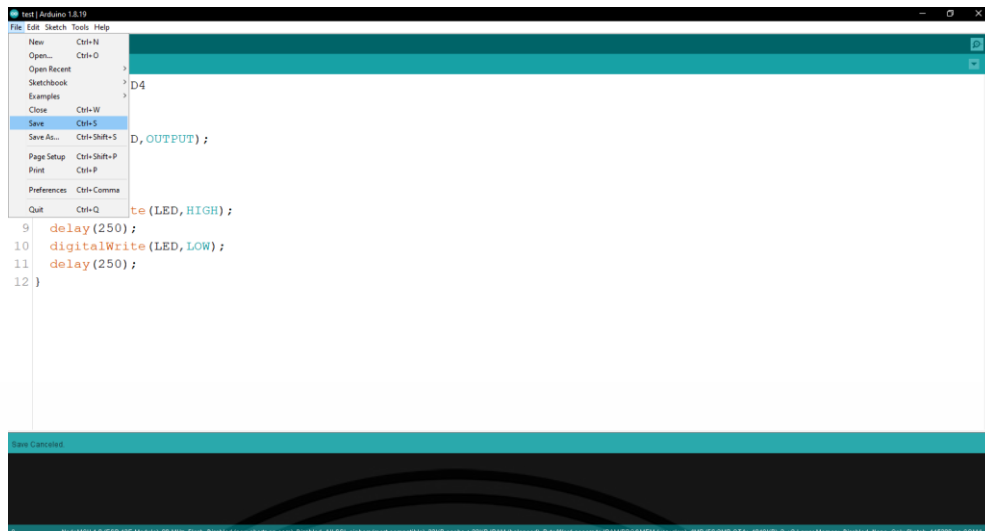 test | Arduino 1.8.19
File Edit Sketch Tools Help
New Ctrl+N
Open... Ctrl+O
Open Recent >
Sketchbook >
Examples >
Close Ctrl+W
Save Ctrl+S
Save As... Ctrl+Shift+S
Page Setup Ctrl+Shift+P
Print Ctrl+P
Preferences Ctrl+Comma
Quit Ctrl+Q
D4
D,OUTPUT);
te(LED,HIGH);
9 delay(250);
10 digitalWrite(LED,LOW);
11 delay(250);
12 }
Save Canceled.